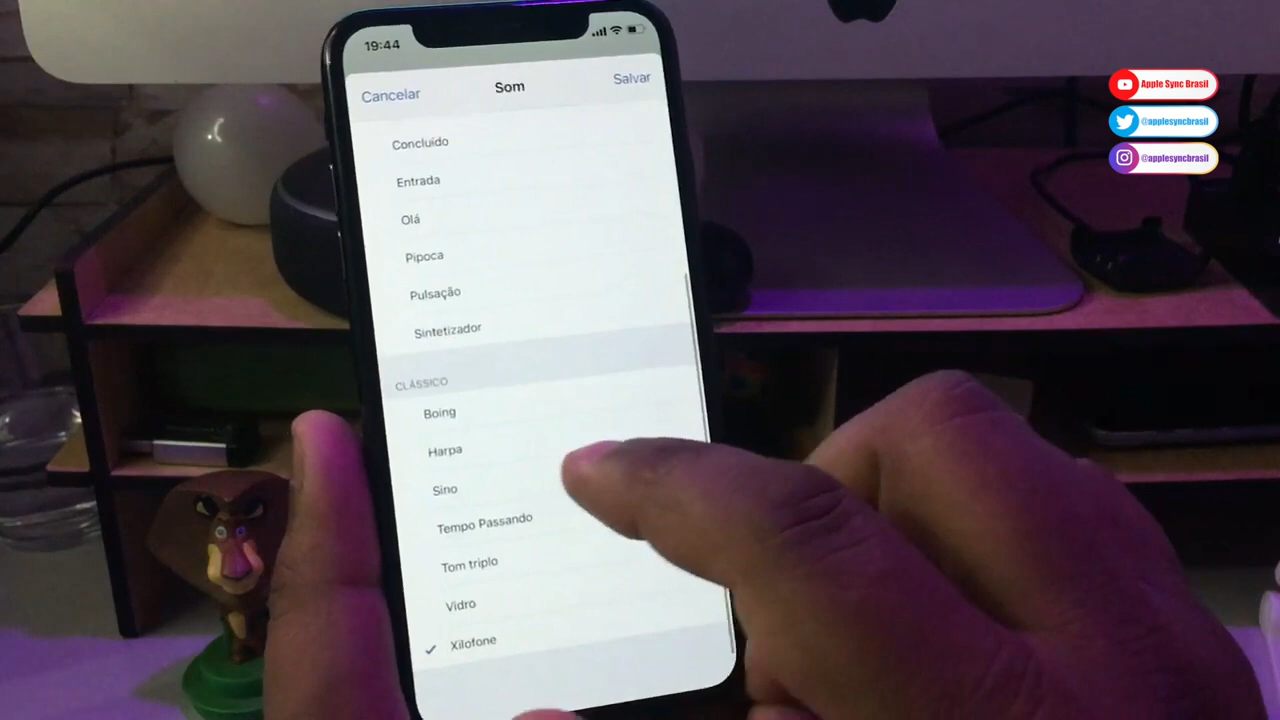 19:44
Cancelar
Som
Salvar
Concluído
Entrada
Olá
Pipoca
Pulsação
Sintetizador
CLÁSSICO
Boing
Harpa
Sino
Tempo Passando
Tom triplo
Vidro
Xilofone
Apple Sync Brasil
@applesyncbrasil
@applesyncbrasil